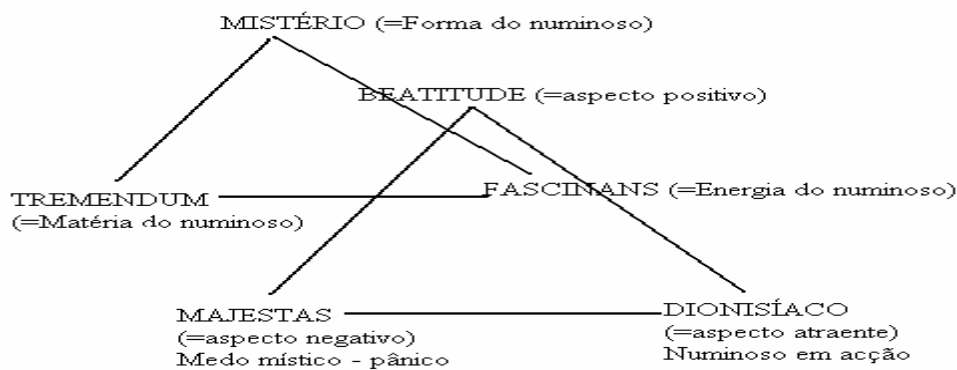 MISTÉRIO (=Forma do numinoso)
BEATITUDE (=aspecto positivo)
TREMENDUM
(=Matéria do numinoso)
FASCINANS (=Energia do numinoso)
MAJESTAS
(=aspecto negativo)
Medo místico - pânico
DIONISÍACO
(=aspecto atraente)
Numinoso em acção